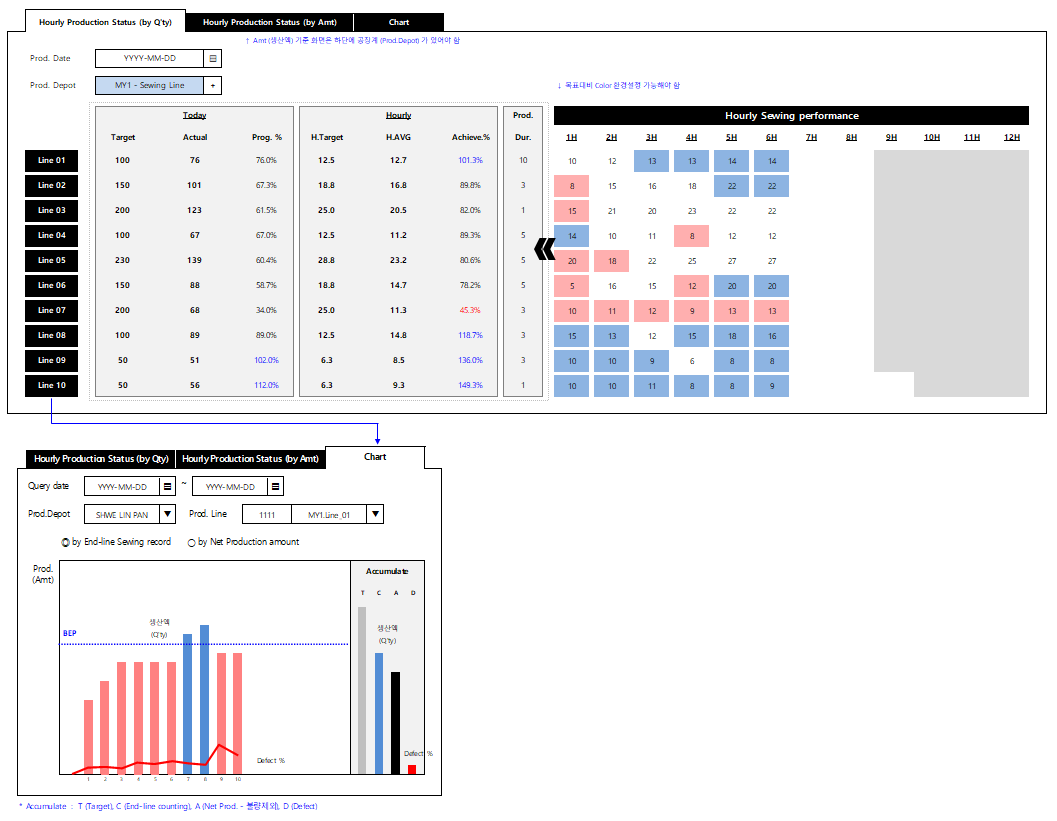 Hourly Production Status (by Q'ty) Hourly Production Status (by Amt) Chart
↑ Amt (생산액) 기준 화면은 하단에 공정계 (Prod.Depot) 가 있어야 함
Prod. Date YYYY-MM-DD
Prod. Depot MY1 - Sewing Line +
↓ 목표대비 Color 환경설정 가능해야 함
Today Hourly Prod. Hourly Sewing performance
Target Actual Prog. % H.Target H.AVG Achieve.% Dur. 1H 2H 3H 4H 5H 6H 7H 8H 9H 10H 11H 12H
Line 01 100 76 76.0% 12.5 12.7 101.3% 10 10 12 13 13 14 14
Line 02 150 101 67.3% 18.8 16.8 89.8% 3 8 15 16 18 22 22
Line 03 200 123 61.5% 25.0 20.5 82.0% 1 15 21 20 23 22 22
Line 04 100 67 67.0% 12.5 11.2 89.3% 5 14 10 11 8 12 12
Line 05 230 139 60.4% 28.8 23.2 80.6% 5 20 18 22 25 27 27
Line 06 150 88 58.7% 18.8 14.7 78.2% 5 5 16 15 12 20 20
Line 07 200 68 34.0% 25.0 11.3 45.3% 3 10 11 12 9 13 13
Line 08 100 89 89.0% 12.5 14.8 118.7% 3 15 13 12 15 18 16
Line 09 50 51 102.0% 6.3 8.5 136.0% 3 10 10 9 6 8 8
Line 10 50 56 112.0% 6.3 9.3 149.3% 1 10 10 11 8 8 9
Hourly Production Status (by Qty) Hourly Production Status (by Amt) Chart
Query date YYYY-MM-DD ~ YYYY-MM-DD
Prod.Depot SHWE LIN PAN ▼ Prod. Line 1111 MY1.Line_01 ▼
by End-line Sewing record by Net Production amount
Prod.
(Amt)
Accumulate
T C A D
생산액
(Q'ty)
생산액
(Q'ty)
BEP
Defect %
Defect %
1 2 3 4 5 6 7 8 9 10
* Accumulate : T (Target), C (End-line counting), A (Net Prod. - 불량제외), D (Defect)